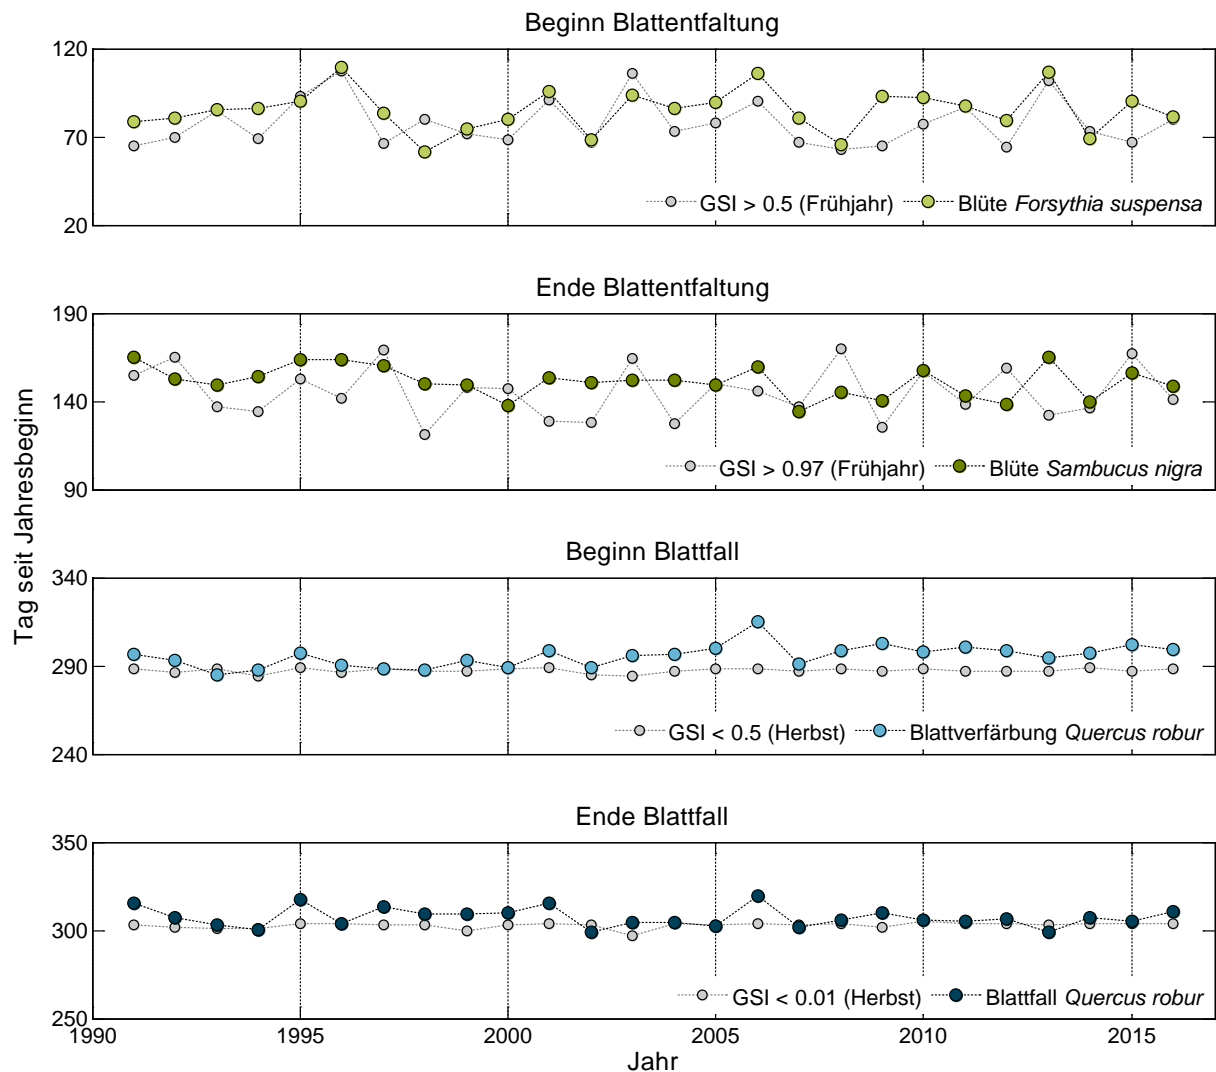 Beginn Blattentfaltung
120
70
20
GSI > 0.5 (Frühjahr) Blüte Forsythia suspensa
Ende Blattentfaltung
190
140
90
GSI > 0.97 (Frühjahr) Blüte Sambucus nigra
Tag seit Jahresbeginn
Beginn Blattfall
340
290
240
GSI < 0.5 (Herbst) Blattverfärbung Quercus robur
Ende Blattfall
350
300
250
GSI < 0.01 (Herbst) Blattfall Quercus robur
1990 1995 2000 2005 2010 2015
Jahr